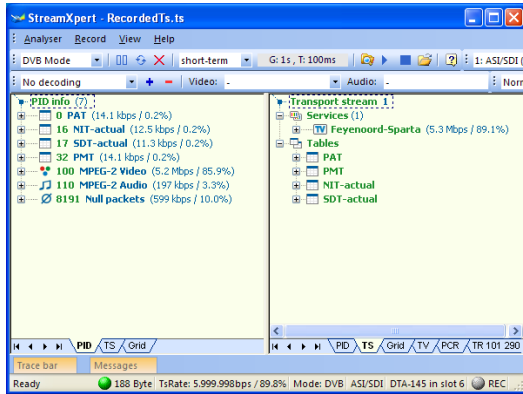 StreamXpert - RecordedTs.ts
Analyser Record View Help
DVB Mode short-term G: 1s , T: 100ms 1: ASI/SDI (
No decoding + - Video: - Audio: - Norr
PID info (7)
0 PAT (14.1 kbps / 0.2%)
16 NIT-actual (12.5 kbps / 0.2%)
17 SDT-actual (11.3 kbps / 0.2%)
32 PMT (14.1 kbps / 0.2%)
100 MPEG-2 Video (5.2 Mbps / 85.9%)
110 MPEG-2 Audio (197 kbps / 3.3%)
8191 Null packets (599 kbps / 10.0%)
PID TS Grid
Transport stream 1
Services (1)
TV Feyenoord-Sparta (5.3 Mbps / 89.1%)
Tables
PAT
PMT
NIT-actual
SDT-actual
PID TS Grid TV PCR TR 101 290
Trace bar Messages
Ready 188 Byte TsRate: 5.999.998bps / 89.8% Mode: DVB ASI/SDI DTA-145 in slot 6 REC